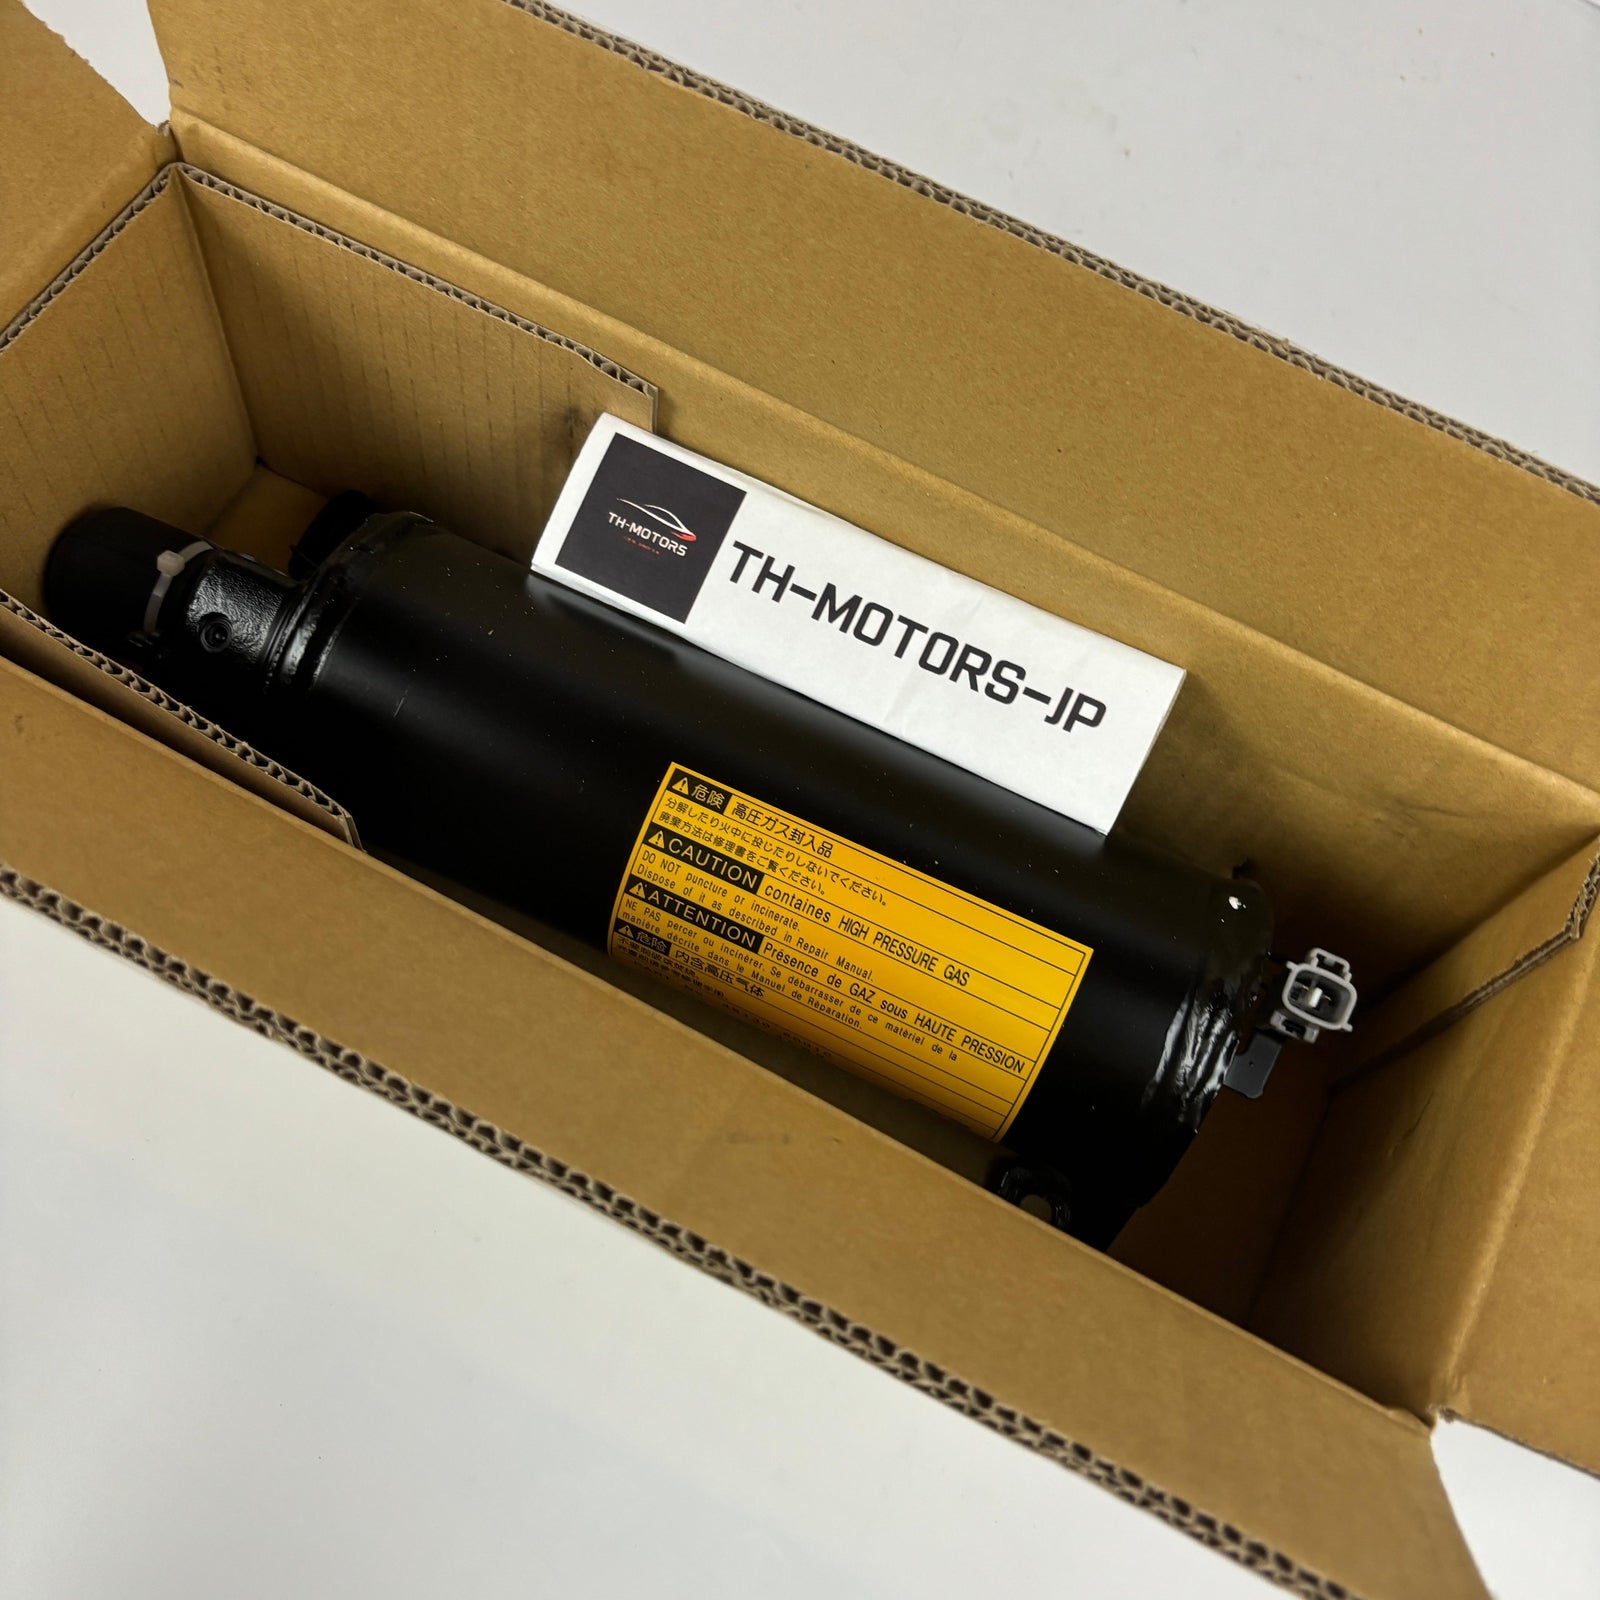 TH-MOTORS
TH-MOTORS-JP
危険 高圧ガス封入品
分解したり火中に投じたりしないでください。
廃棄方法は修理書をご覧ください。
CAUTION containes HIGH PRESSURE GAS
DO NOT puncture or incinerate.
Dispose of it as described in Repair Manual.
ATTENTION Présence de GAZ sous HAUTE PRESSION
NE PAS percer ou incinérer. Se débarrasser de ce matériel de la
manière décrite dans le Manuel de Réparation.
危险 内含高压气体